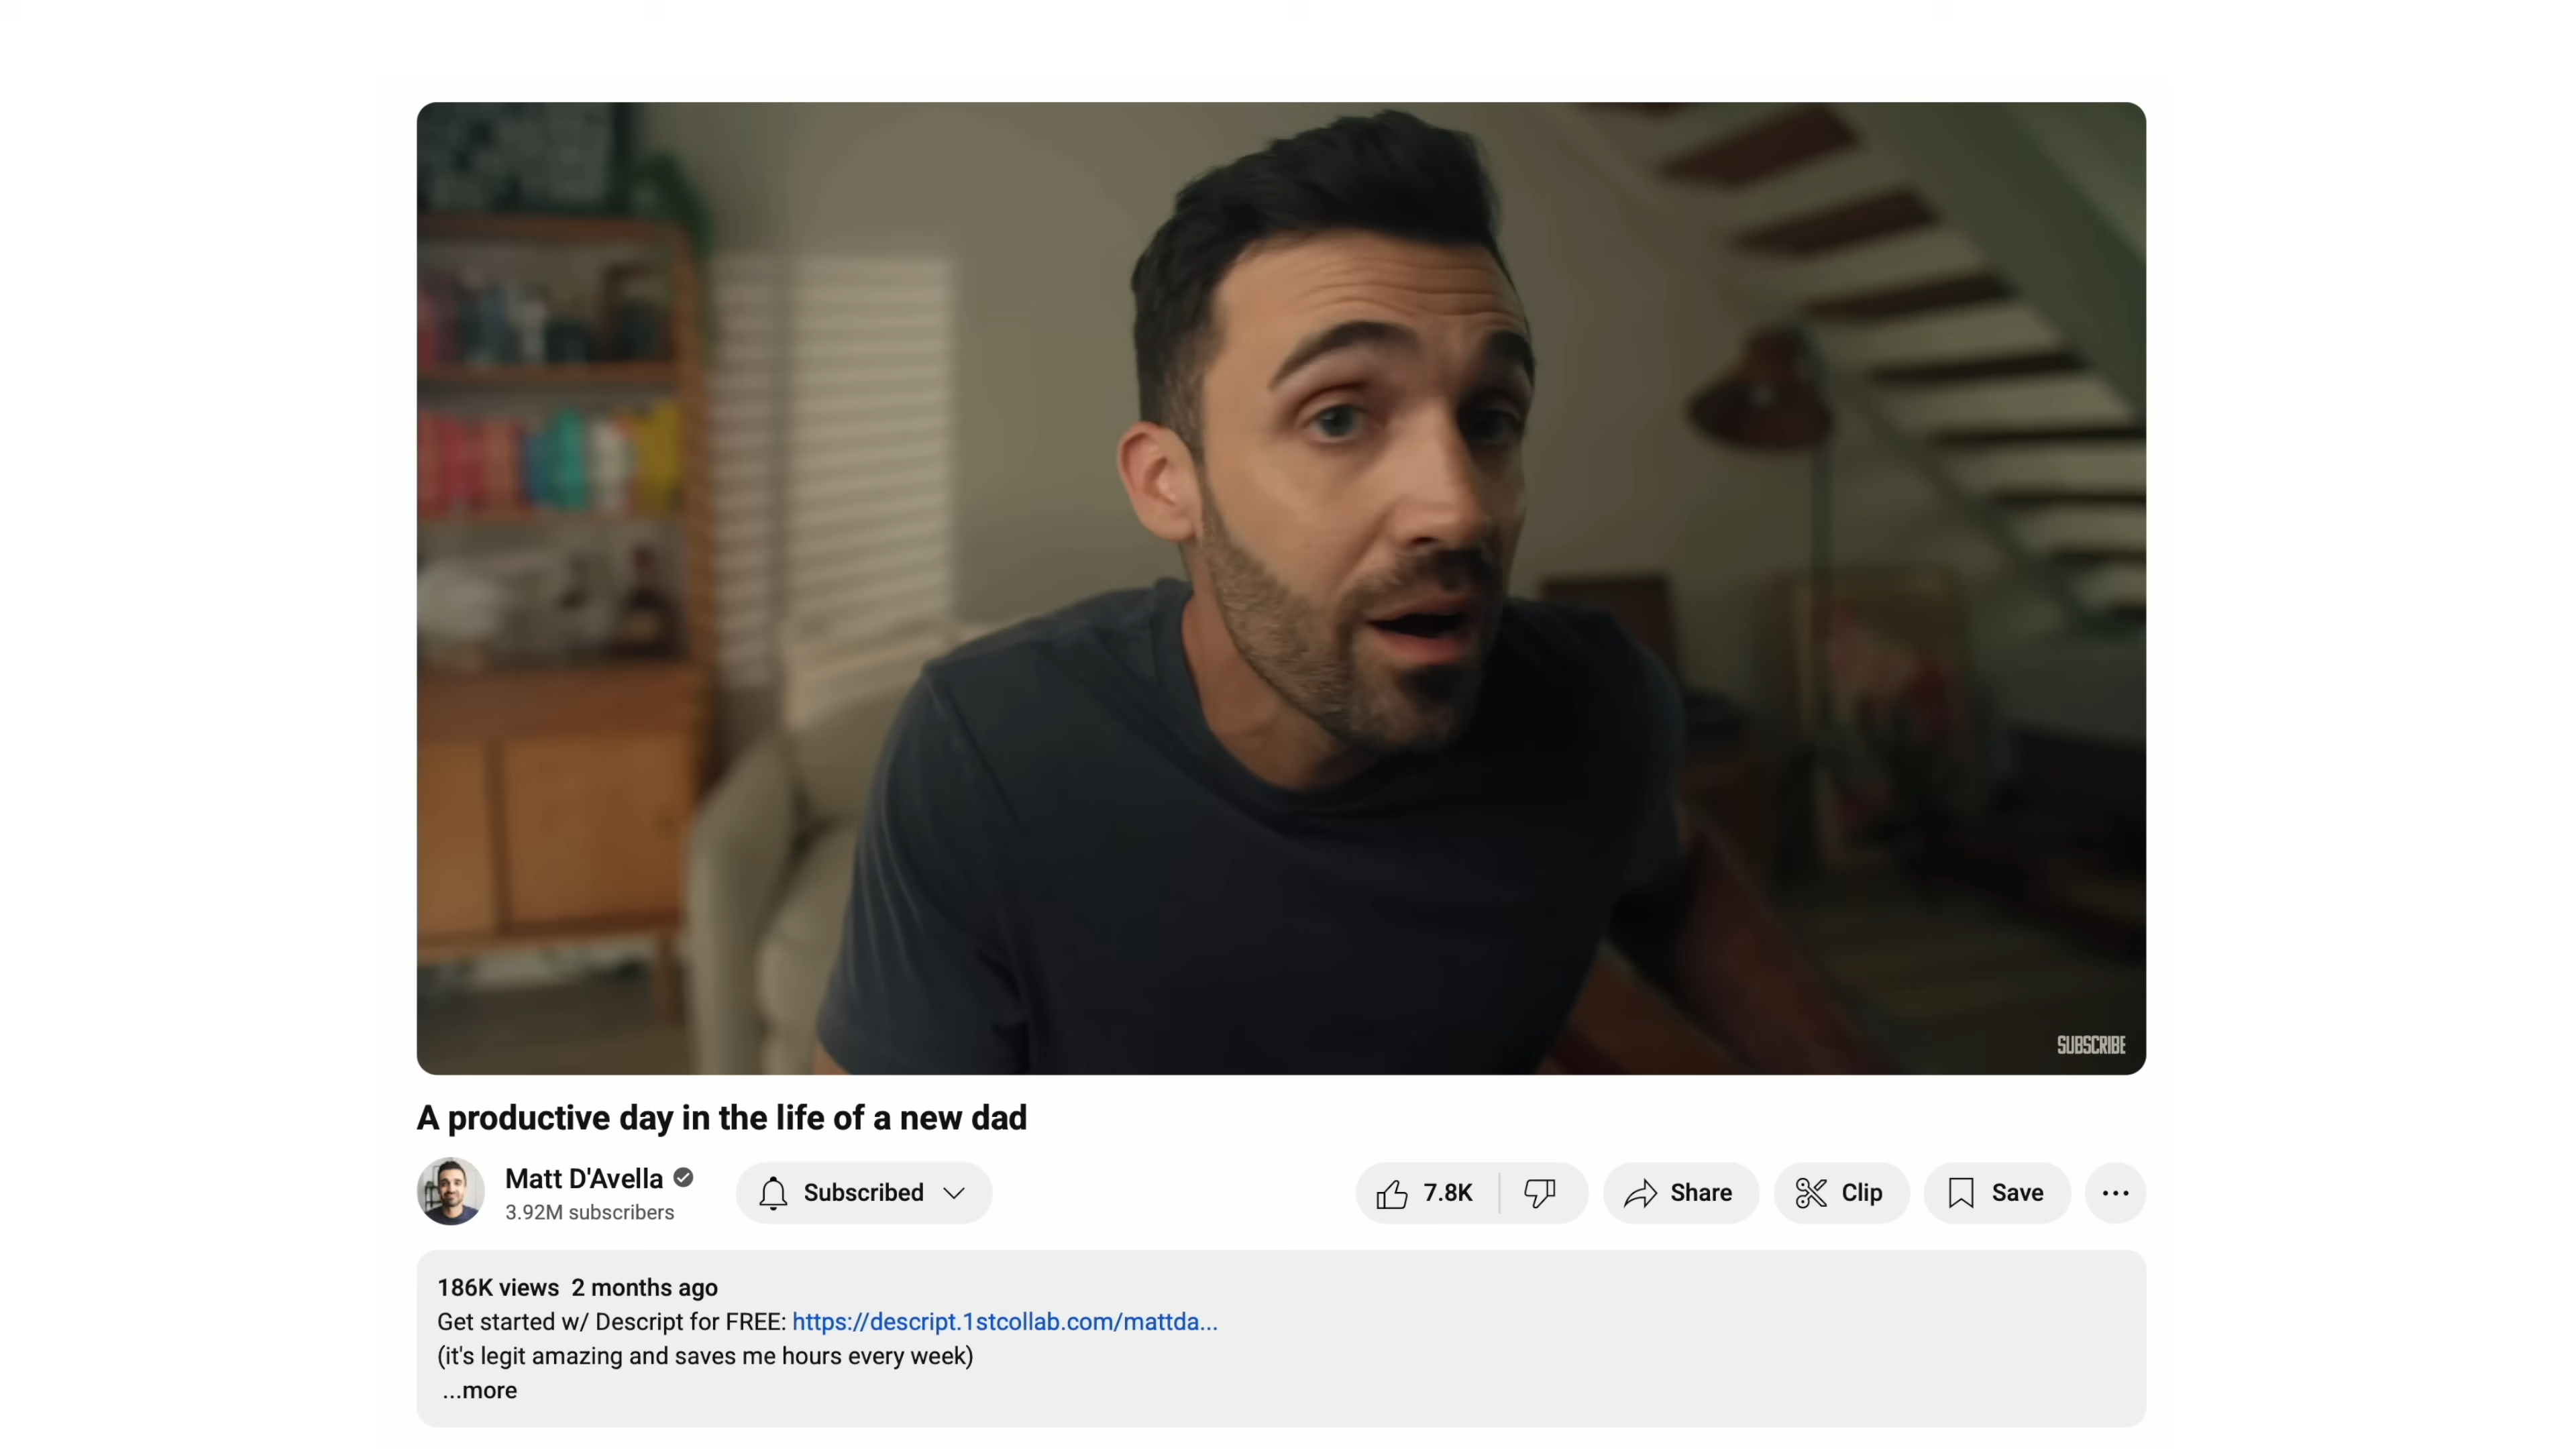 SUBSCRIBE
A productive day in the life of a new dad
Matt D'Avella
3.92M subscribers
Subscribed
7.8K
Share
Clip
Save
186K views 2 months ago
Get started w/ Descript for FREE: https://descript.1stcollab.com/mattda...
(it's legit amazing and saves me hours every week)
...more